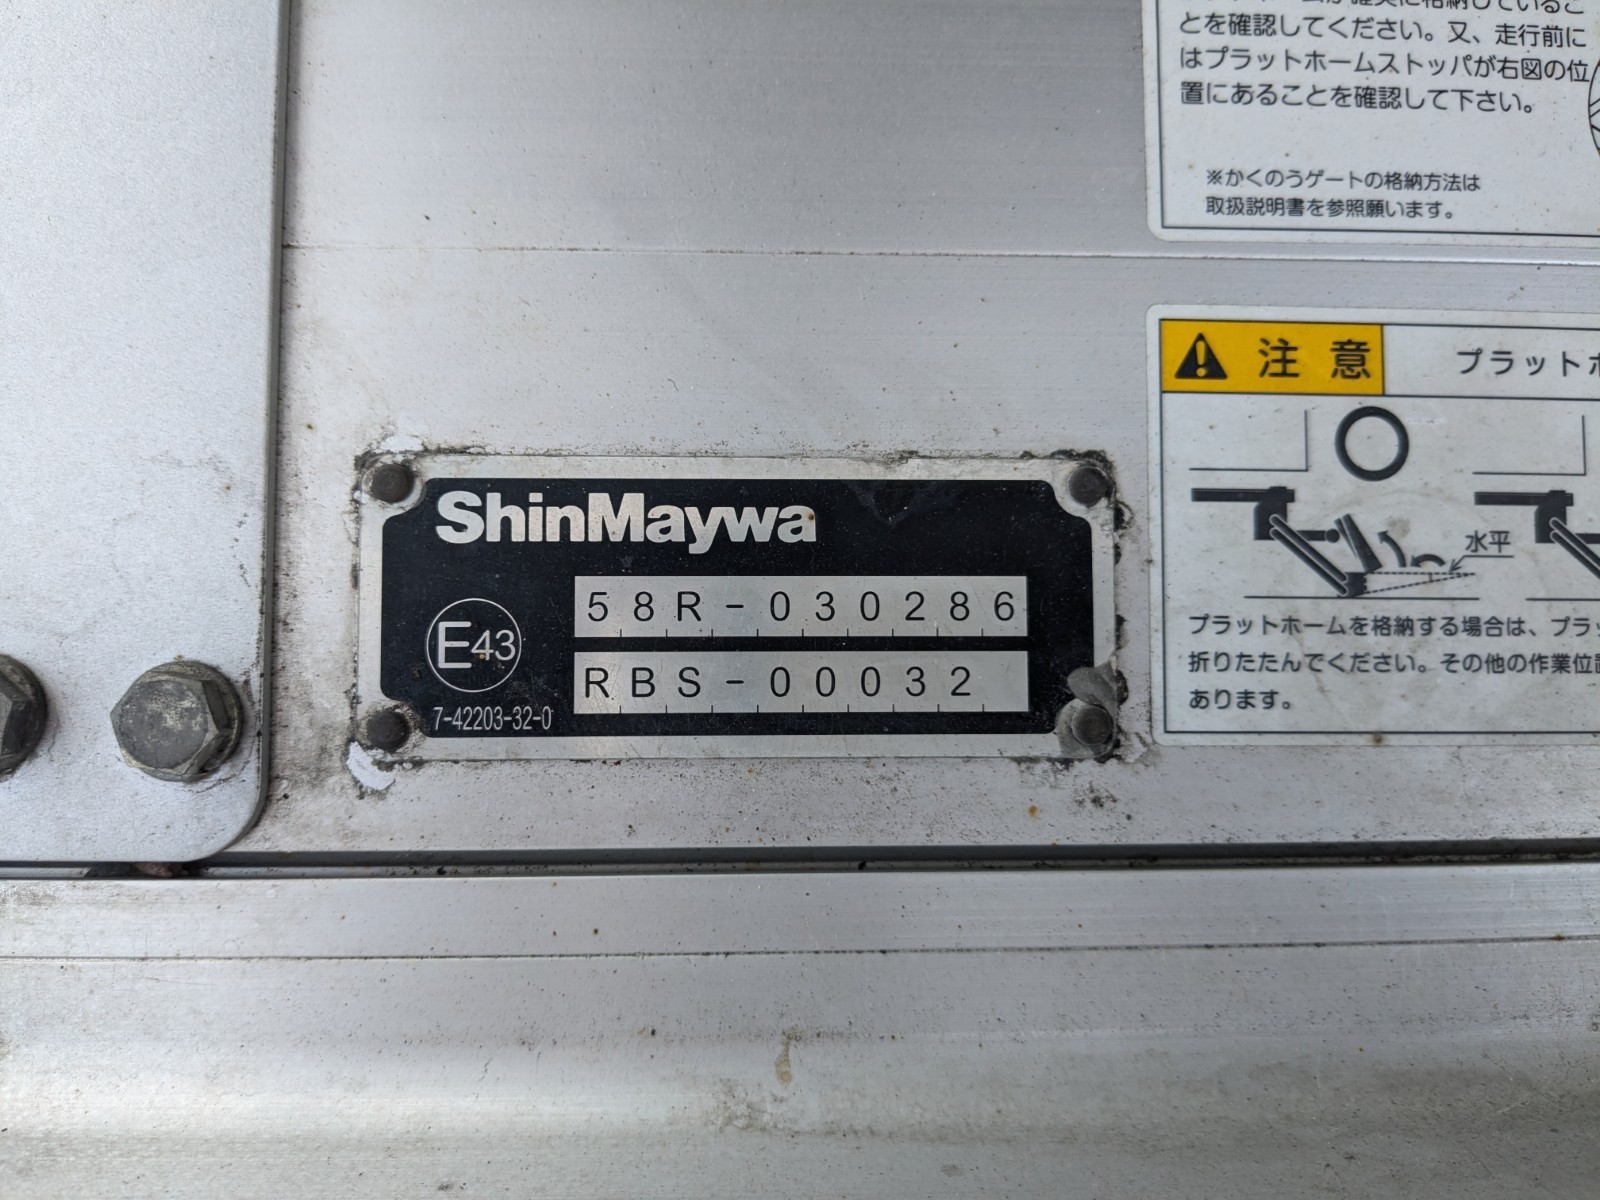 とを確認してください。又、走行前に
はプラットホームストッパが右図の位
置にあることを確認して下さい。
※かくのうゲートの格納方法は
取扱説明書を参照願います。
注意
プラット
水平
プラットホームを格納する場合は、プラッ
折りたたんでください。その他の作業位
あります。
ShinMaywa
58R-030286
E43
RBS-00032
7-42203-32-0